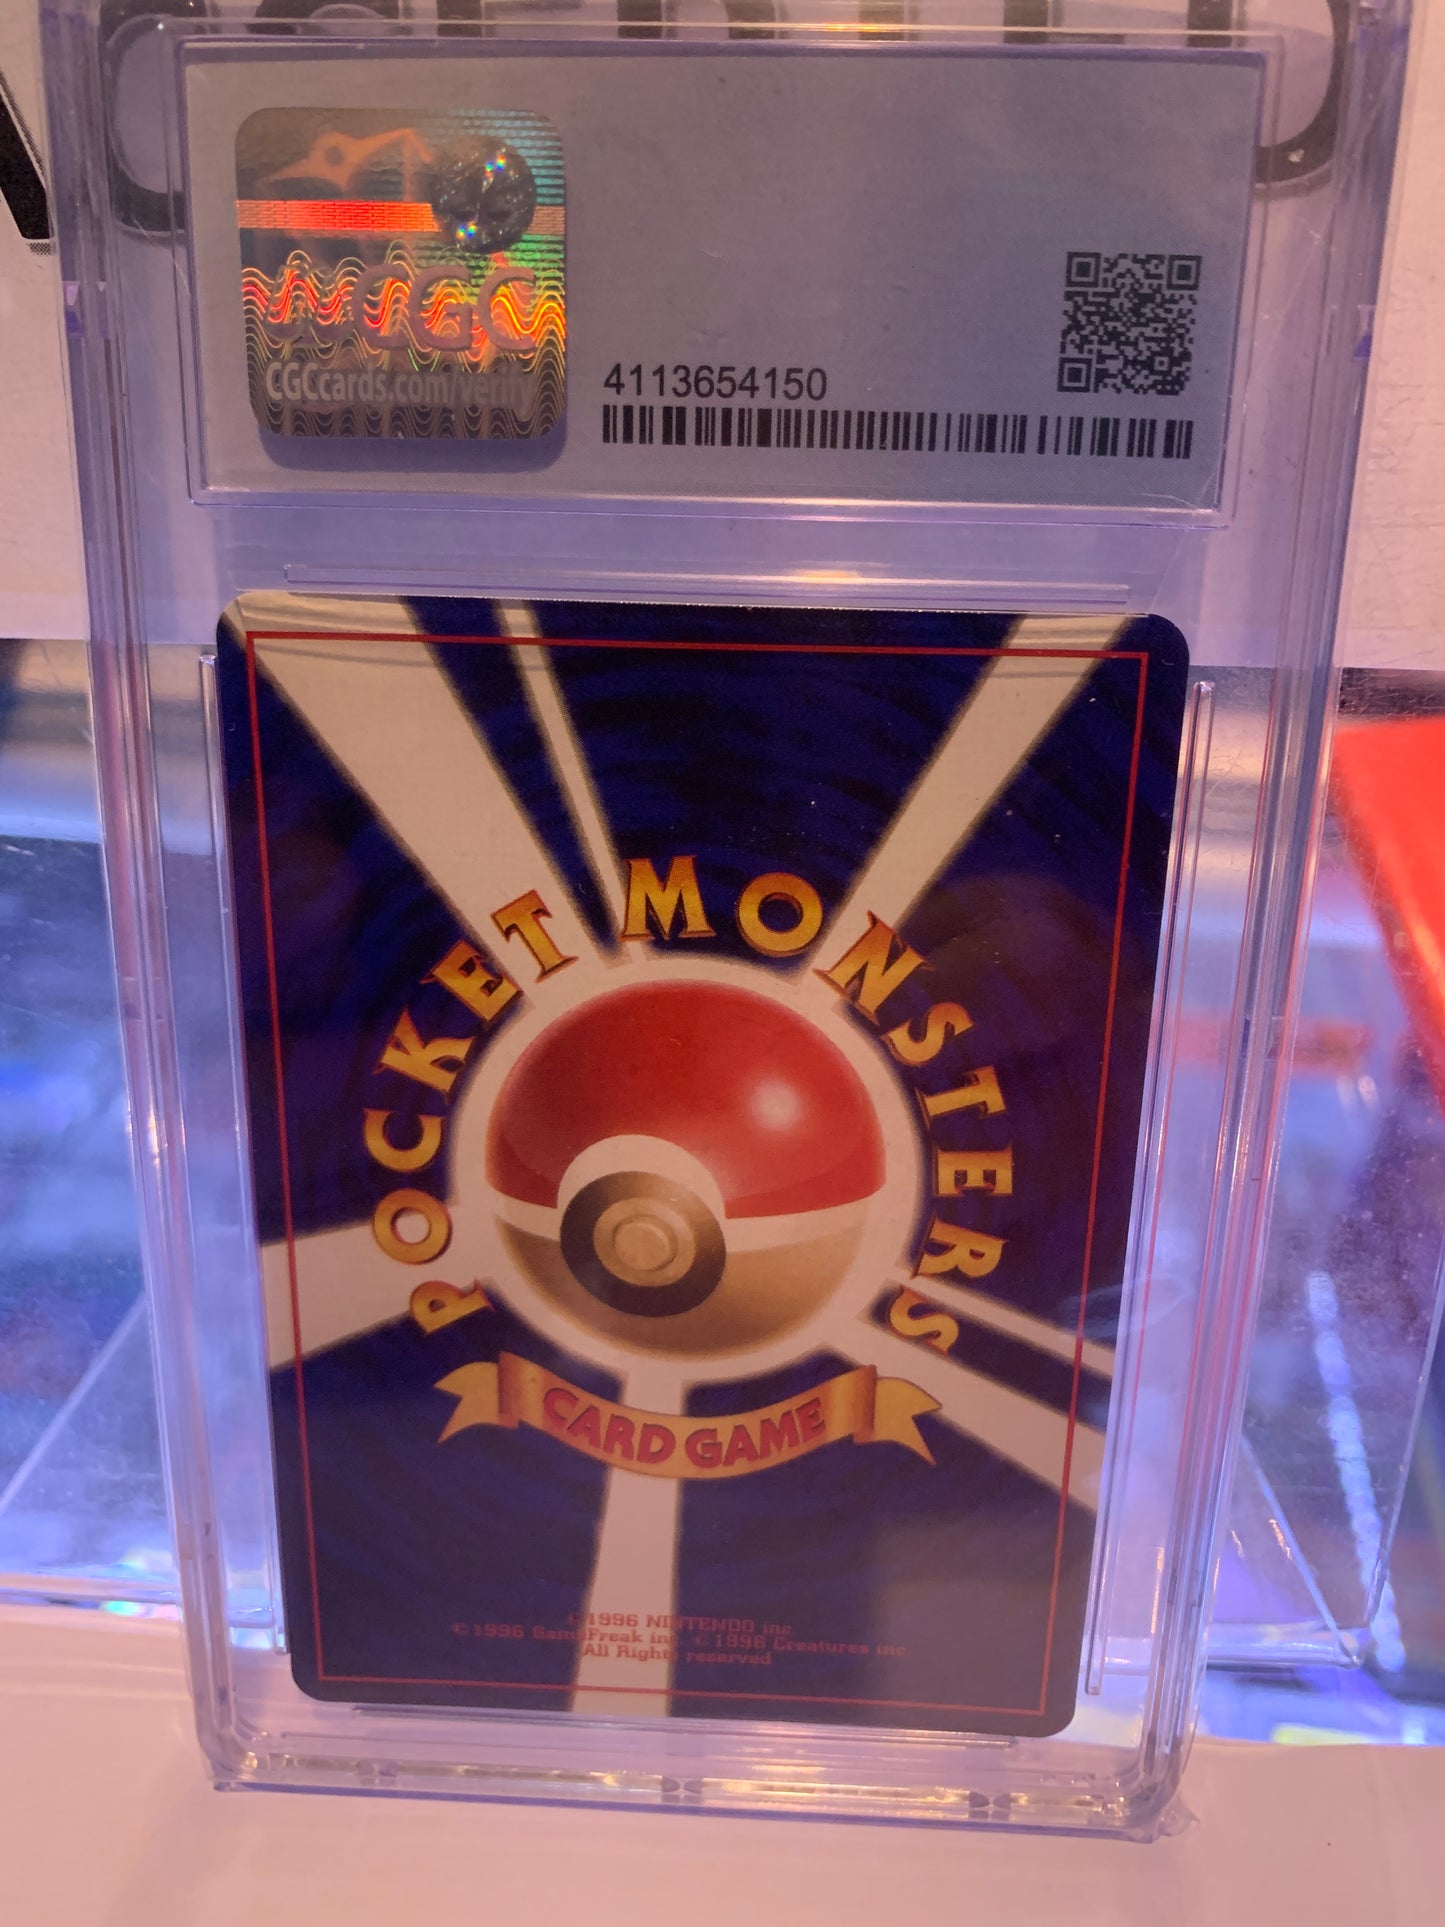 CGC
CGCcards.com/verify
4113654150
POCKET MONSTERS
CARD GAME
©1996 NINTENDO inc.
©1996 GameFreak inc. ©1996 Creatures inc.
All Rights reserved